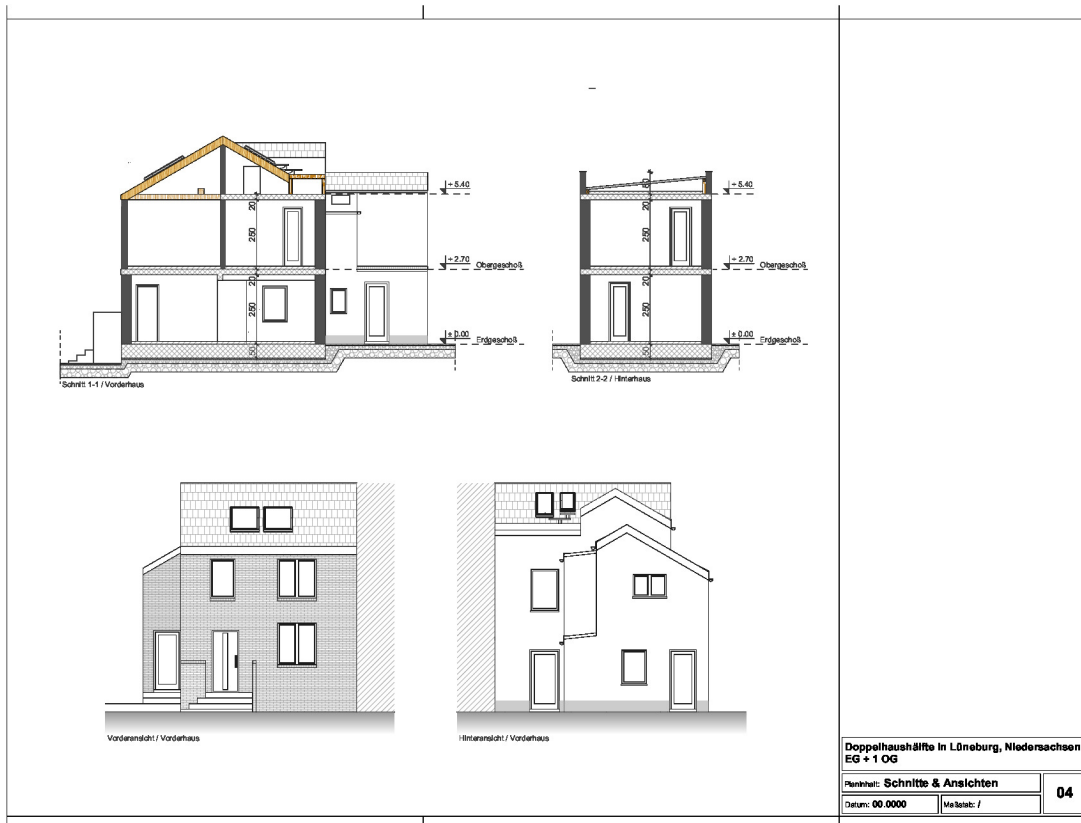 + 5.40
20
250
+ 2.70
Obergeschoß
20
250
± 0.00
Erdgeschoß
50
Schnitt 1-1 / Vorderhaus
+ 5.40
20
250
+ 2.70
Obergeschoß
20
250
± 0.00
Erdgeschoß
50
Schnitt 2-2 / Hinterhaus
Vorderansicht / Vorderhaus
Hinteransicht / Vorderhaus
Doppelhaushälfte in Lüneburg, Niedersachsen
EG + 1 OG
Planinhalt: Schnitte & Ansichten
04
Datum: 00.0000
Maßstab: /